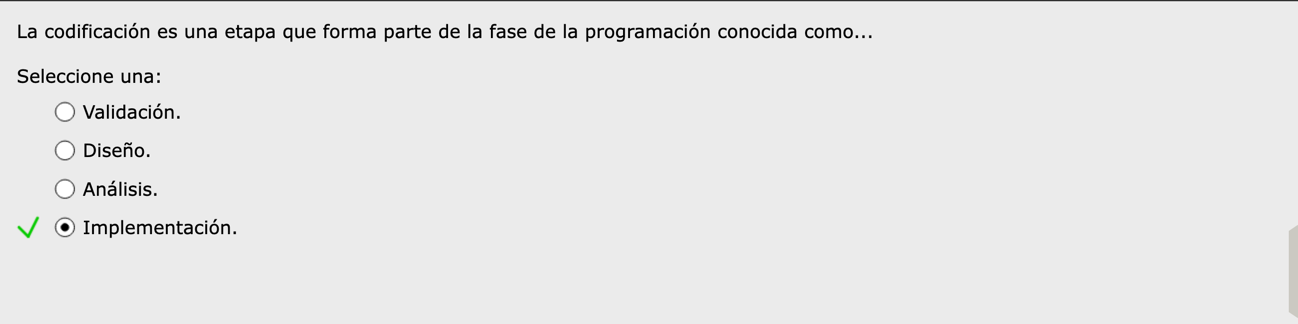 La codificación es una etapa que forma parte de la fase de la programación conocida como...
Seleccione una:
Validación.
Diseño.
Análisis.
Implementación.